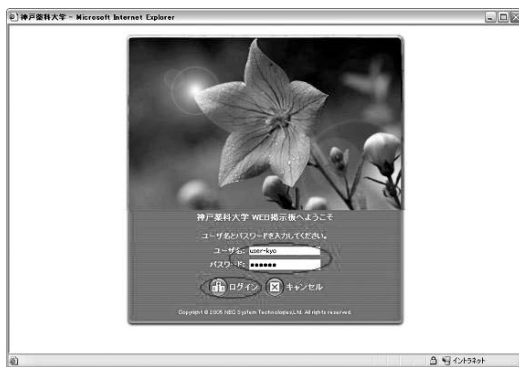 神戸薬科大学 - Microsoft Internet Explorer
神戸薬科大学 WEB掲示板へようこそ
ユーザ名とパスワードを入力してください。
ユーザ名: user-kyo
パスワード: ●●●●●●
ログイン キャンセル
Copyright © 2005 NEC System Technologies,Ltd. All rights reserved.
イントラネット